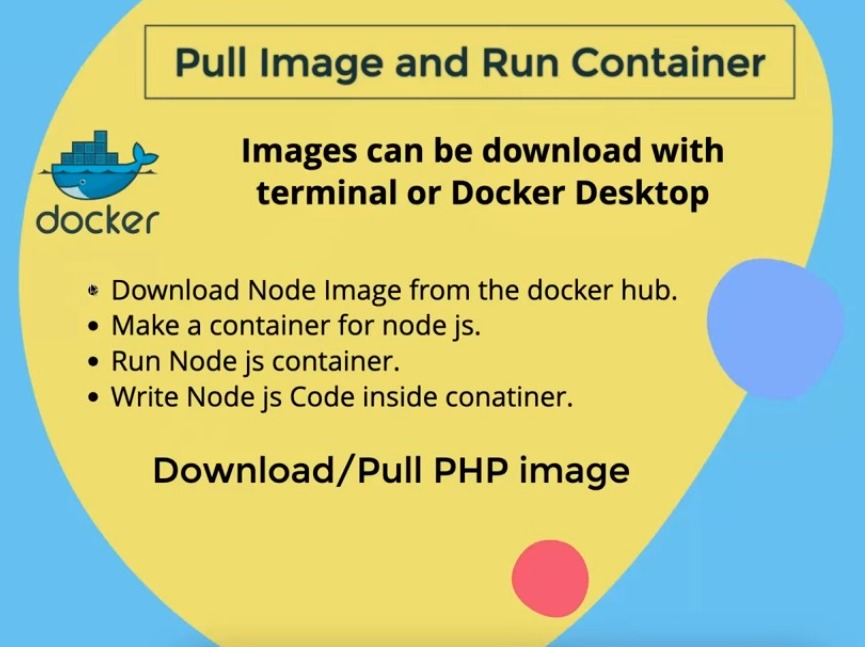 Pull Image and Run Container
docker
Images can be download with
terminal or Docker Desktop
Download Node Image from the docker hub.
Make a container for node js.
Run Node js container.
Write Node js Code inside conatiner.
Download/Pull PHP image